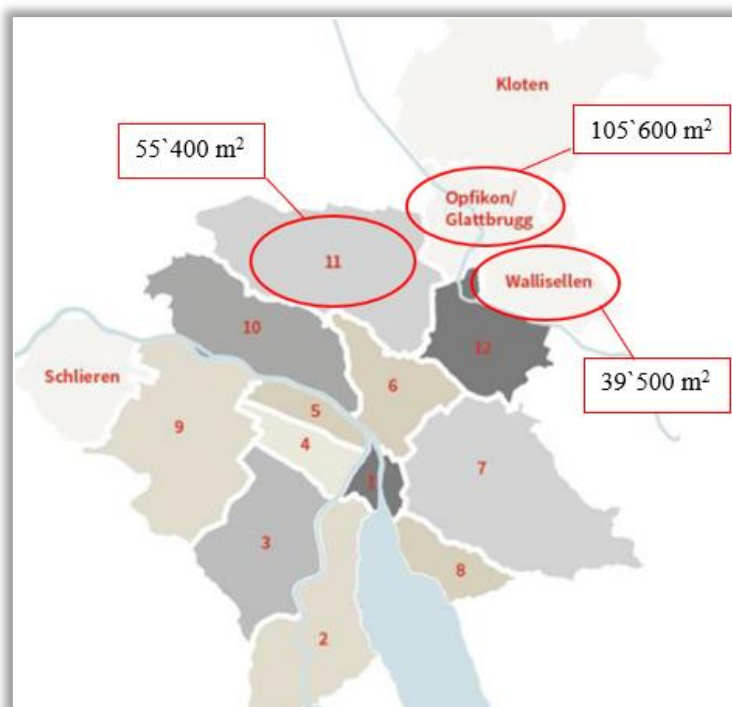 Kloten
105`600 m²
55`400 m²
Opfikon/
Glattbrugg
11
Wallisellen
10
12
Schlieren
6
39`500 m²
5
9
4
7
1
3
8
2